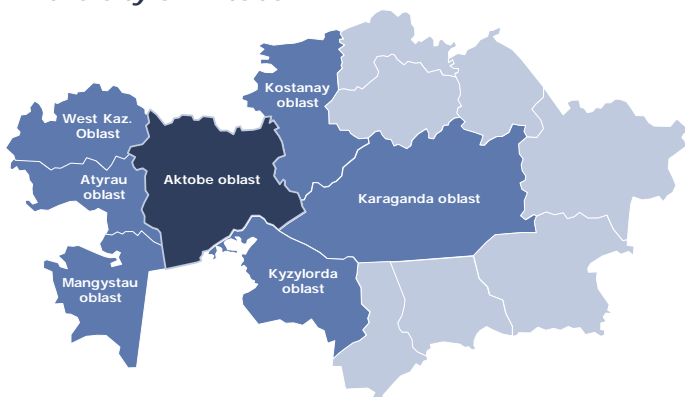 Kostanay
oblast
West Kaz.
Oblast
Atyrau
oblast
Aktobe oblast
Karaganda oblast
Mangystau
oblast
Kyzylorda
oblast